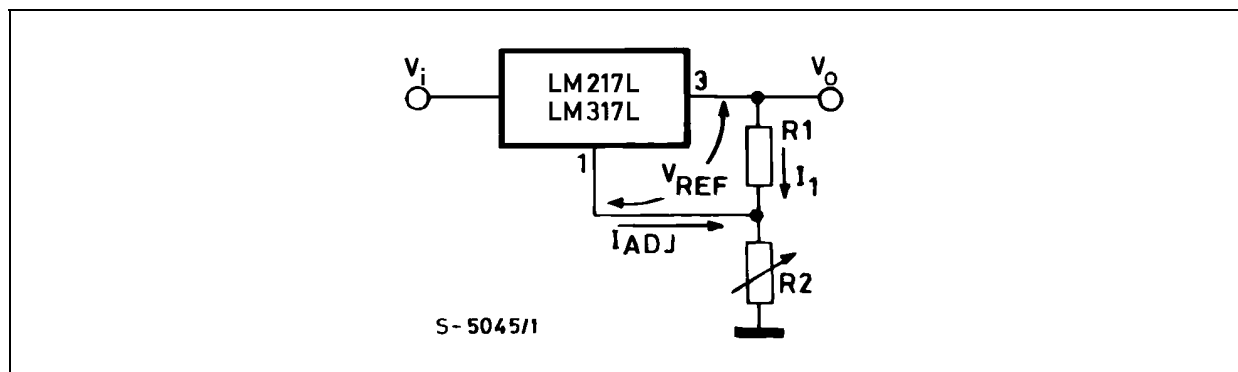 Vi
LM217L
LM317L
3
Vo
1
VREF
R1
I1
IADJ
R2
S-5045/1